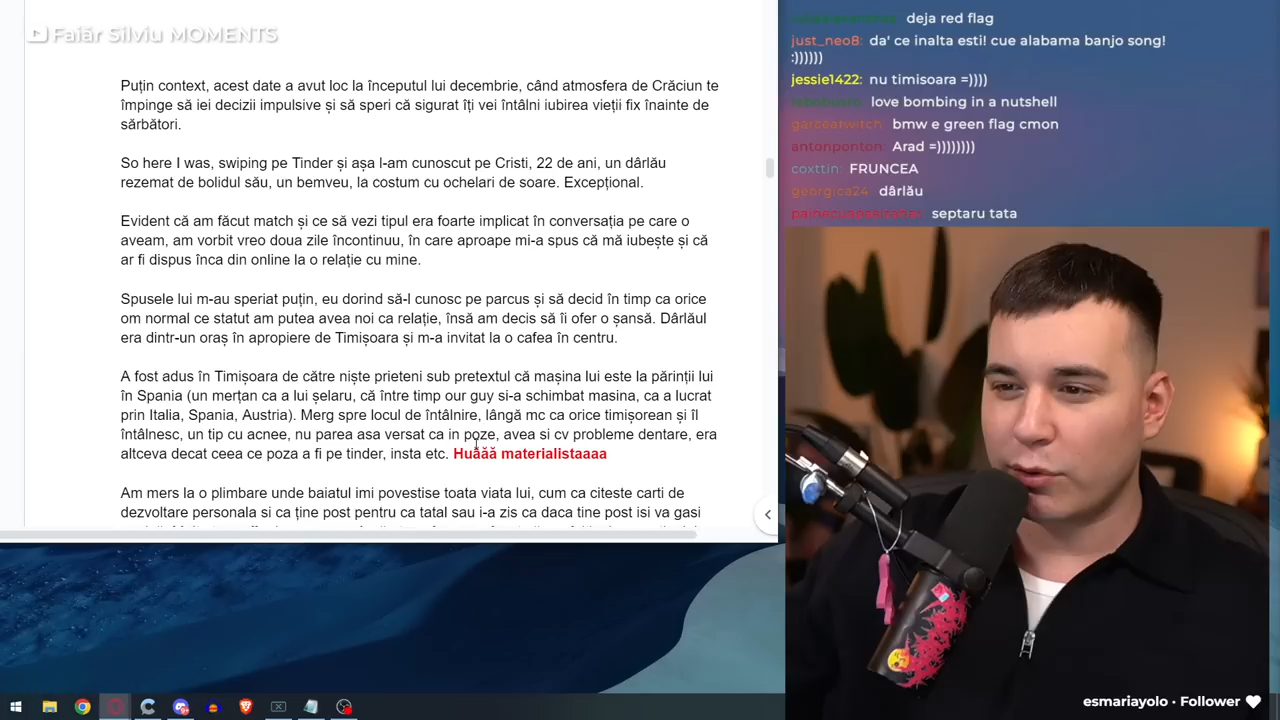 Faiăr Silviu MOMENTS
Puțin context, acest date a avut loc la începutul lui decembrie, când atmosfera de Crăciun te
împinge să iei decizii impulsive și să speri că sigurat îți vei întâlni iubirea vieții fix înainte de
sărbători.
So here I was, swiping pe Tinder și așa l-am cunoscut pe Cristi, 22 de ani, un dârlău
rezemat de bolidul său, un bemveu, la costum cu ochelari de soare. Excepțional.
Evident că am făcut match și ce să vezi tipul era foarte implicat în conversația pe care o
aveam, am vorbit vreo doua zile încontinuu, în care aproape mi-a spus că mă iubește și că
ar fi dispus înca din online la o relație cu mine.
Spusele lui m-au speriat puțin, eu dorind să-l cunosc pe parcus și să decid în timp ca orice
om normal ce statut am putea avea noi ca relație, însă am decis să îi ofer o șansă. Dârlăul
era dintr-un oraș în apropiere de Timișoara și m-a invitat la o cafea în centru.
A fost adus în Timișoara de către niște prieteni sub pretextul că mașina lui este la părinții lui
în Spania (un merțan ca a lui șelaru, că între timp our guy si-a schimbat masina, ca a lucrat
prin Italia, Spania, Austria). Merg spre locul de întâlnire, lângă mc ca orice timișorean și îl
întâlnesc, un tip cu acnee, nu parea asa versat ca in poze, avea si cv probleme dentare, era
altceva decat ceea ce poza a fi pe tinder, insta etc. Huăăă materialistaaaa
Am mers la o plimbare unde baiatul imi povestise toata viata lui, cum ca citeste carti de
dezvoltare personala si ca ține post pentru ca tatal sau i-a zis ca daca tine post isi va gasi
deja red flag
just_neo8: da' ce inalta esti! cue alabama banjo song!
:))))))
jessie1422: nu timisoara =))))
love bombing in a nutshell
bmw e green flag cmon
antonponton: Arad =))))))))
coxttin: FRUNCEA
georgica24: dârlău
septaru tata
esmariayolo · Follower